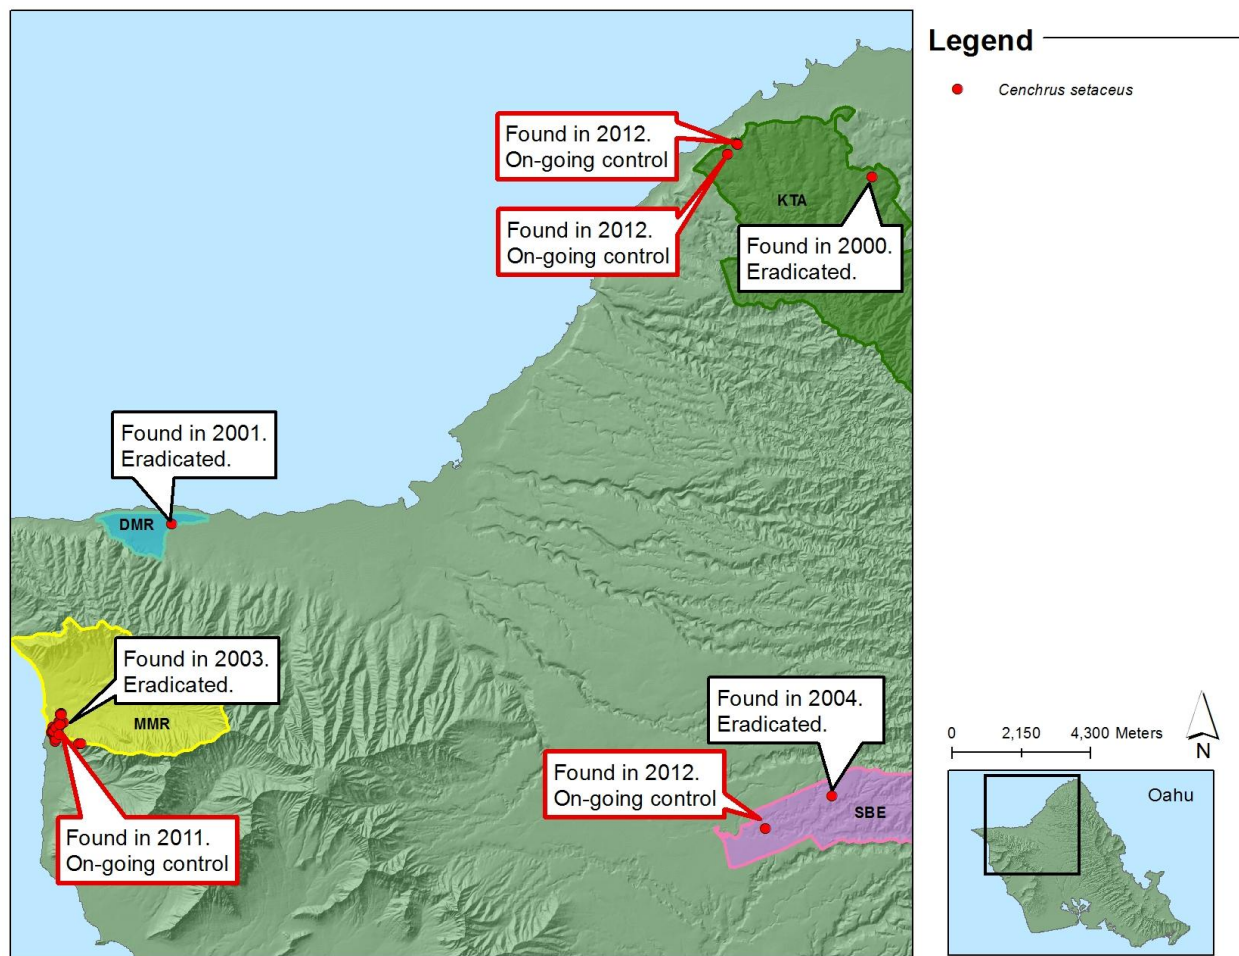 Legend
Cenchrus setaceus
Found in 2012.
On-going control
Found in 2012.
On-going control
KTA
Found in 2000.
Eradicated.
Found in 2001.
Eradicated.
DMR
Found in 2003.
Eradicated.
MMR
Found in 2011.
On-going control
Found in 2004.
Eradicated.
Found in 2012.
On-going control
SBE
0 2,150 4,300 Meters
N
Oahu